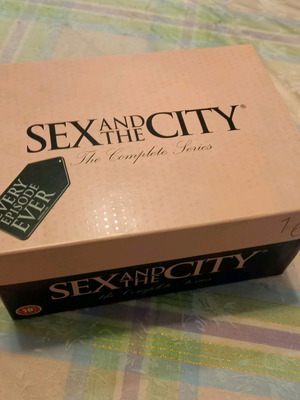 SEX AND THE CITY®
The Complete Series
EVERY
EPISODE
EVER
SEX AND THE CITY®
the Complete Series
18